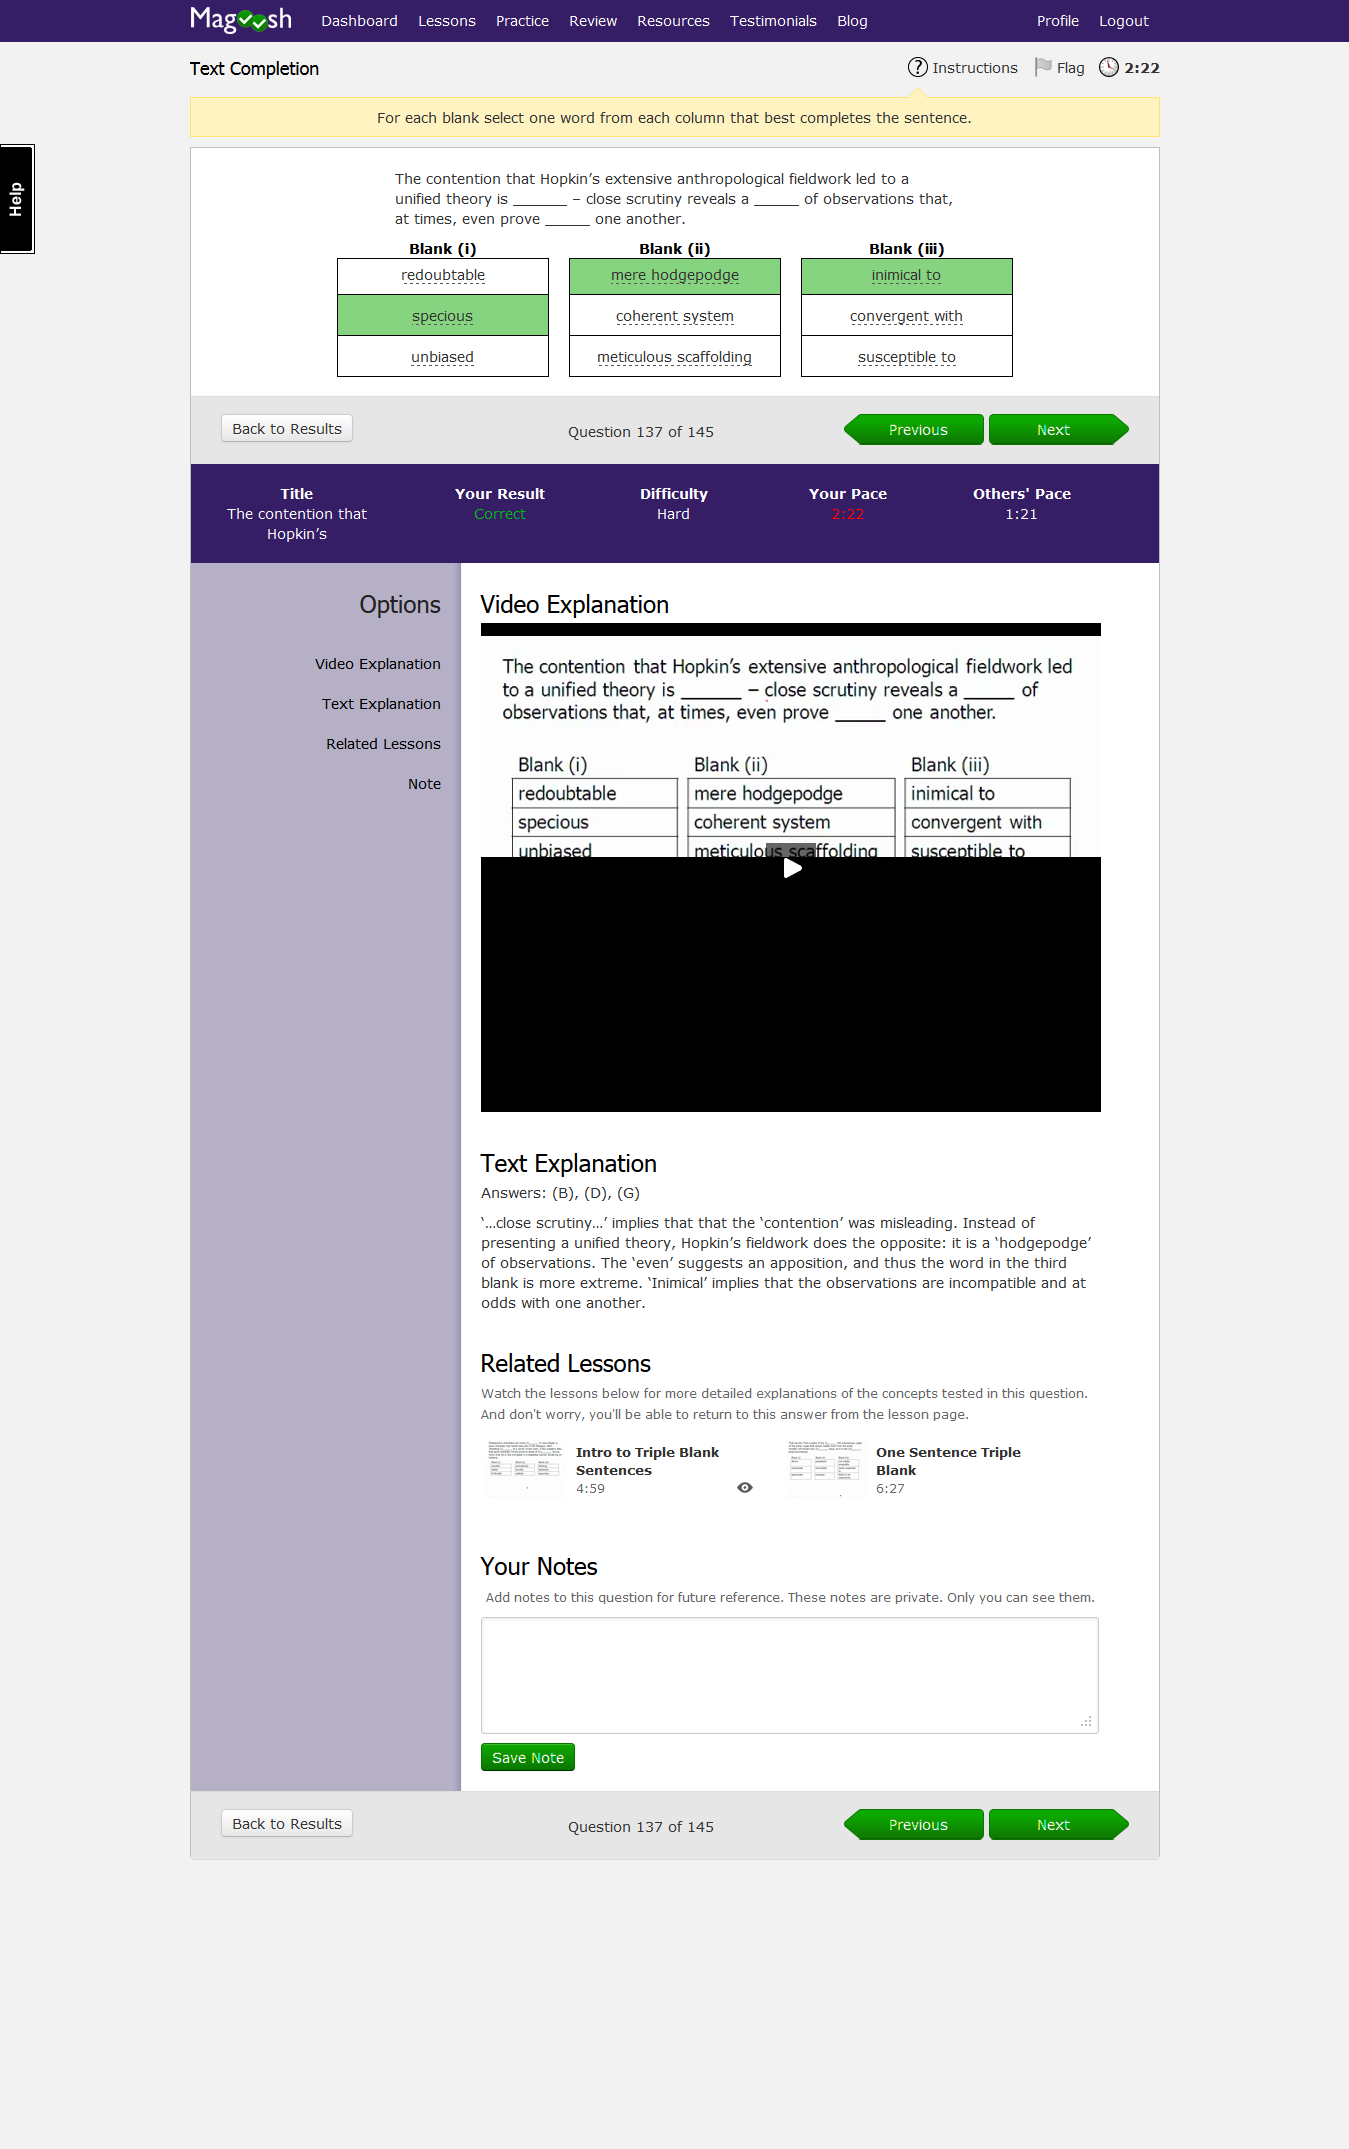 Magoosh Dashboard Lessons Practice Review Resources Testimonials Blog Profile Logout
Text Completion Instructions Flag 2:22
For each blank select one word from each column that best completes the sentence.
Help
The contention that Hopkin’s extensive anthropological fieldwork led to a
unified theory is ______ – close scrutiny reveals a _____ of observations that,
at times, even prove _____ one another.
Blank (i) Blank (ii) Blank (iii)
redoubtable mere hodgepodge inimical to
specious coherent system convergent with
unbiased meticulous scaffolding susceptible to
Back to Results Question 137 of 145 Previous Next
Title Your Result Difficulty Your Pace Others' Pace
The contention that Correct Hard 2:22 1:21
Hopkin’s
Options
Video Explanation
Text Explanation
Related Lessons
Note
Video Explanation
The contention that Hopkin’s extensive anthropological fieldwork led
to a unified theory is ______ – close scrutiny reveals a _____ of
observations that, at times, even prove _____ one another.
Blank (i) Blank (ii) Blank (iii)
redoubtable mere hodgepodge inimical to
specious coherent system convergent with
unbiased meticulous scaffolding susceptible to
Text Explanation
Answers: (B), (D), (G)
‘…close scrutiny…’ implies that that the ‘contention’ was misleading. Instead of
presenting a unified theory, Hopkin’s fieldwork does the opposite: it is a ‘hodgepodge’
of observations. The ‘even’ suggests an apposition, and thus the word in the third
blank is more extreme. ‘Inimical’ implies that the observations are incompatible and at
odds with one another.
Related Lessons
Watch the lessons below for more detailed explanations of the concepts tested in this question.
And don't worry, you'll be able to return to this answer from the lesson page.
Intro to Triple Blank
Sentences
4:59
One Sentence Triple
Blank
6:27
Your Notes
Add notes to this question for future reference. These notes are private. Only you can see them.
Save Note
Back to Results Question 137 of 145 Previous Next